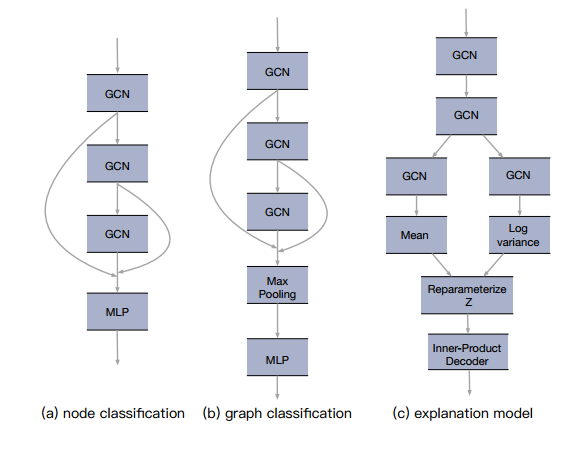 GCN
GCN
GCN
MLP
(a) node classification
GCN
GCN
GCN
Max
Pooling
MLP
(b) graph classification
GCN
GCN
GCN
GCN
Mean
Log
variance
Reparameterize
Z
Inner-Product
Decoder
(c) explanation model